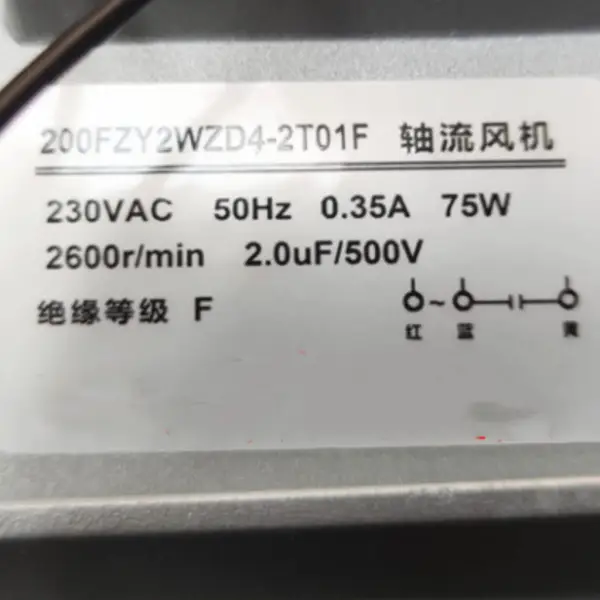 200FZY2WZD4-2T01F 轴流风机
230VAC 50Hz 0.35A 75W
2600r/min 2.0uF/500V
绝缘等级 F
~
红 蓝 黄